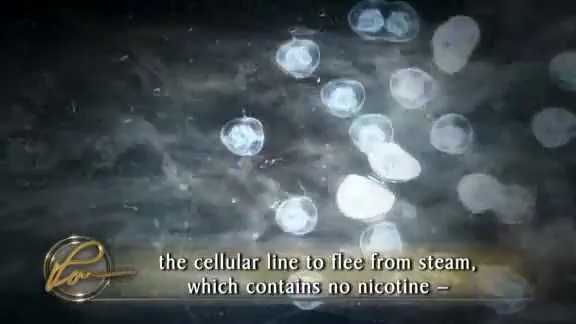 the cellular line to flee from steam,
which contains no nicotine –